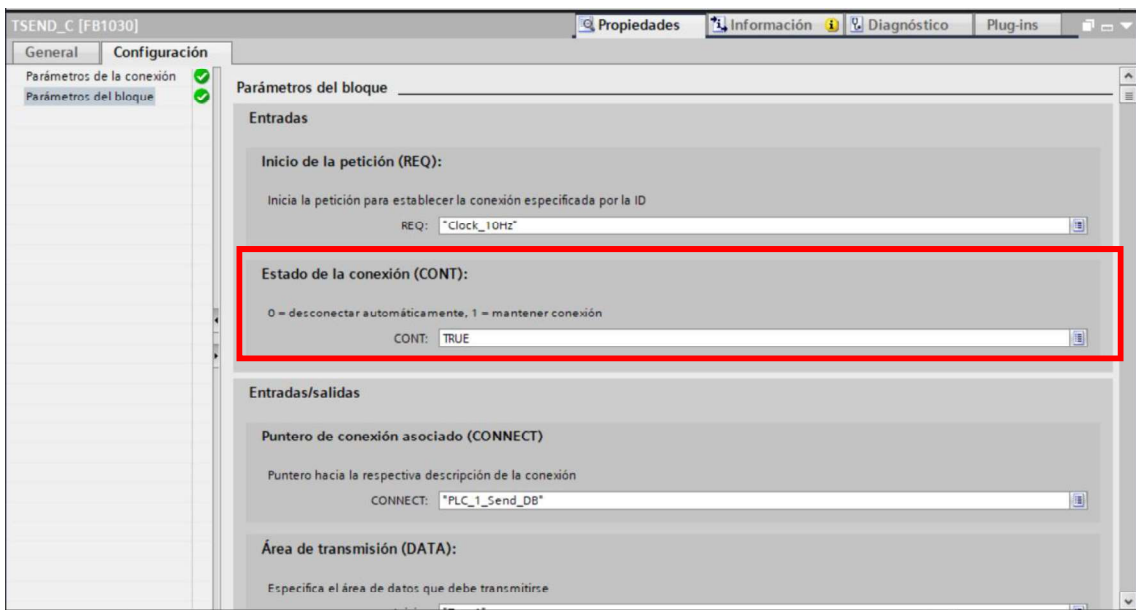 TSEND_C [FB1030]
Propiedades
Información
Diagnóstico
Plug-ins
General
Configuración
Parámetros de la conexión
Parámetros del bloque
Parámetros del bloque
Entradas
Inicio de la petición (REQ):
Inicia la petición para establecer la conexión especificada por la ID
REQ: "Clock_10Hz"
Estado de la conexión (CONT):
0 = desconectar automáticamente, 1 = mantener conexión
CONT: TRUE
Entradas/salidas
Puntero de conexión asociado (CONNECT)
Puntero hacia la respectiva descripción de la conexión
CONNECT: "PLC_1_Send_DB"
Área de transmisión (DATA):
Especifica el área de datos que debe transmitirse